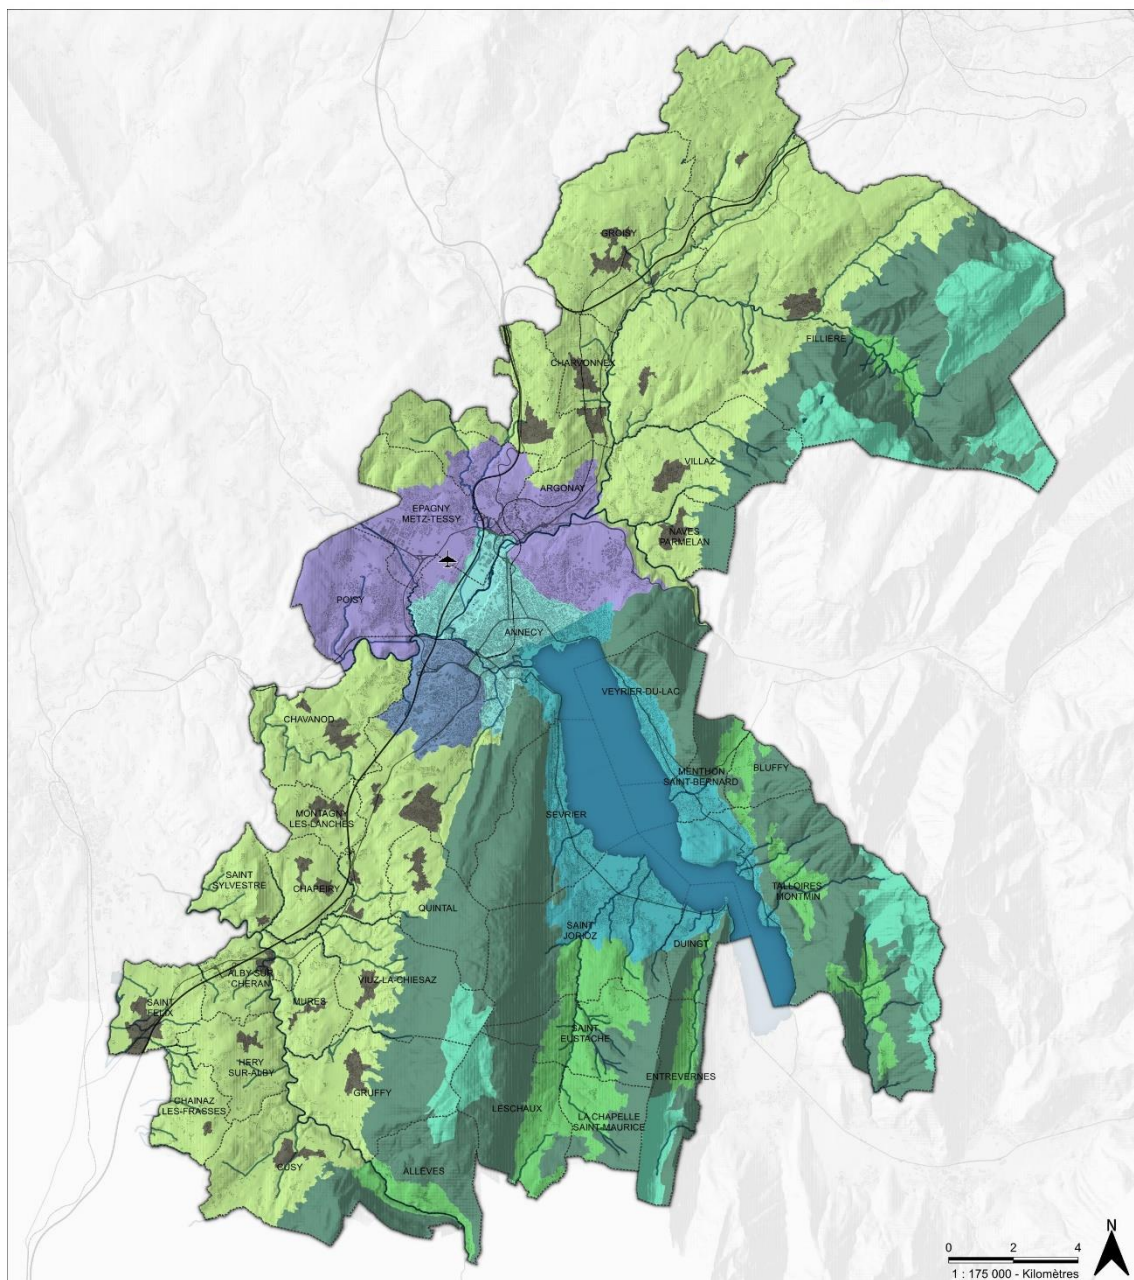 GROISY
FILLIERE
CHARVONNEX
VILLAZ
ARGONAY
EPAGNY
METZ-TESSY
NAVES
PARMELAN
POISY
ANNECY
VEYRIER-DU-LAC
CHAVANOD
MENTHON
SAINT-BERNARD
BLUFFY
MONTAGNY
LES-LANCHES
SEVRIER
SAINT
SYLVESTRE
CHAPEIRY
TALLOIRES
MONTMIN
QUINTAL
SAINT
JORIOZ
DUINGT
ALBY-SUR
CHERAN
VIUZ-LA-CHIESAZ
SAINT
FELIX
MURES
SAINT
EUSTACHE
HERY
SUR-ALBY
ENTREVERNES
GRUFFY
CHAINAZ
LES-FRASSES
LESCHAUX
LA CHAPELLE
SAINT-MAURICE
CUSY
ALLEVES
N
0 2 4
1 : 175 000 - Kilomètres